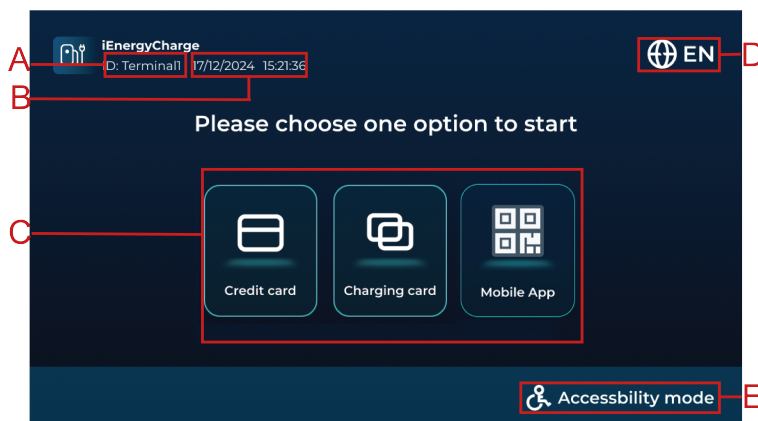 iEnergyCharge
A
D: Terminal1 17/12/2024 15:21:36
EN
D
B
Please choose one option to start
C
Credit card
Charging card
Mobile App
Accessbility mode
E